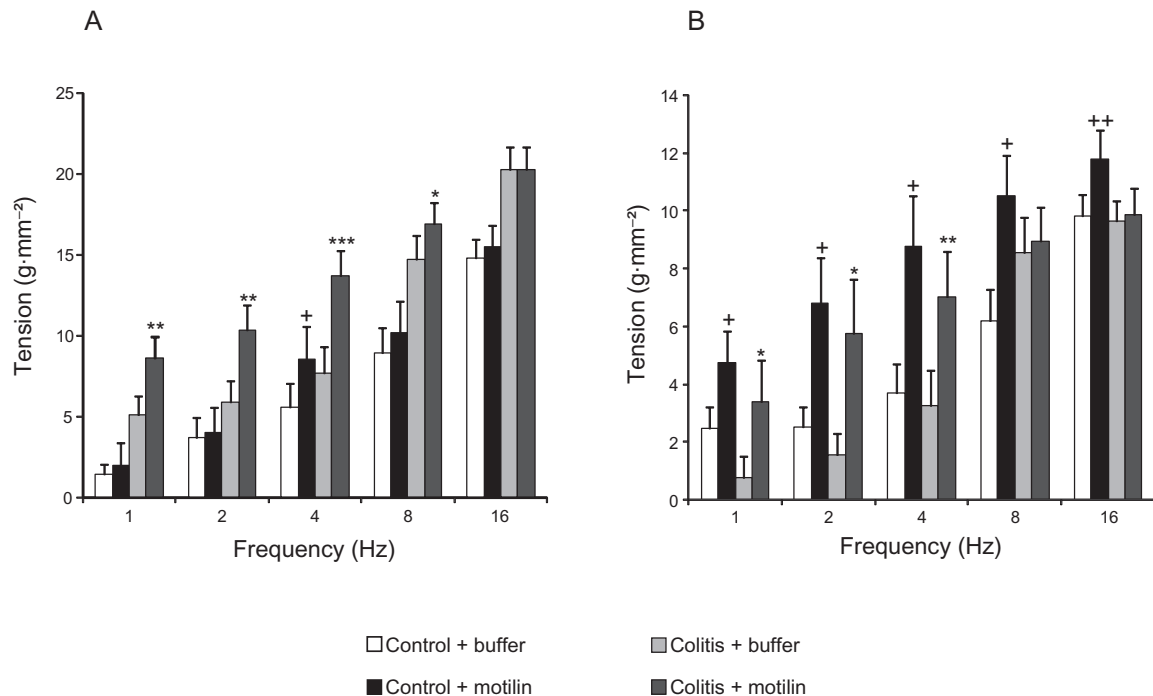 A
B
25
20
15
10
5
0
Tension (g·mm⁻²)
**
**
+
***
*
1 2 4 8 16
Frequency (Hz)
14
12
10
8
6
4
2
0
Tension (g·mm⁻²)
+
*
+
*
+
**
+
++
1 2 4 8 16
Frequency (Hz)
Control + buffer
Colitis + buffer
Control + motilin
Colitis + motilin